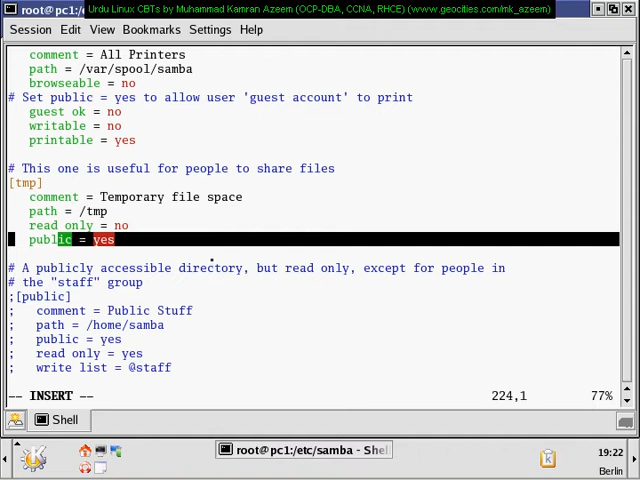 root@pc1:
Urdu Linux CBTs by Muhammad Kamran Azeem (OCP-DBA, CCNA, RHCE) (www.geocities.com/mk_azeem)
Session Edit View Bookmarks Settings Help
comment = All Printers
path = /var/spool/samba
browseable = no
# Set public = yes to allow user 'guest account' to print
guest ok = no
writable = no
printable = yes
# This one is useful for people to share files
[tmp]
comment = Temporary file space
path = /tmp
read only = no
public = yes
# A publicly accessible directory, but read only, except for people in
# the "staff" group
;[public]
; comment = Public Stuff
; path = /home/samba
; public = yes
; read only = yes
; write list = @staff
-- INSERT -- 224,1 77%
Shell
root@pc1:/etc/samba - Shel
19:22
Berlin